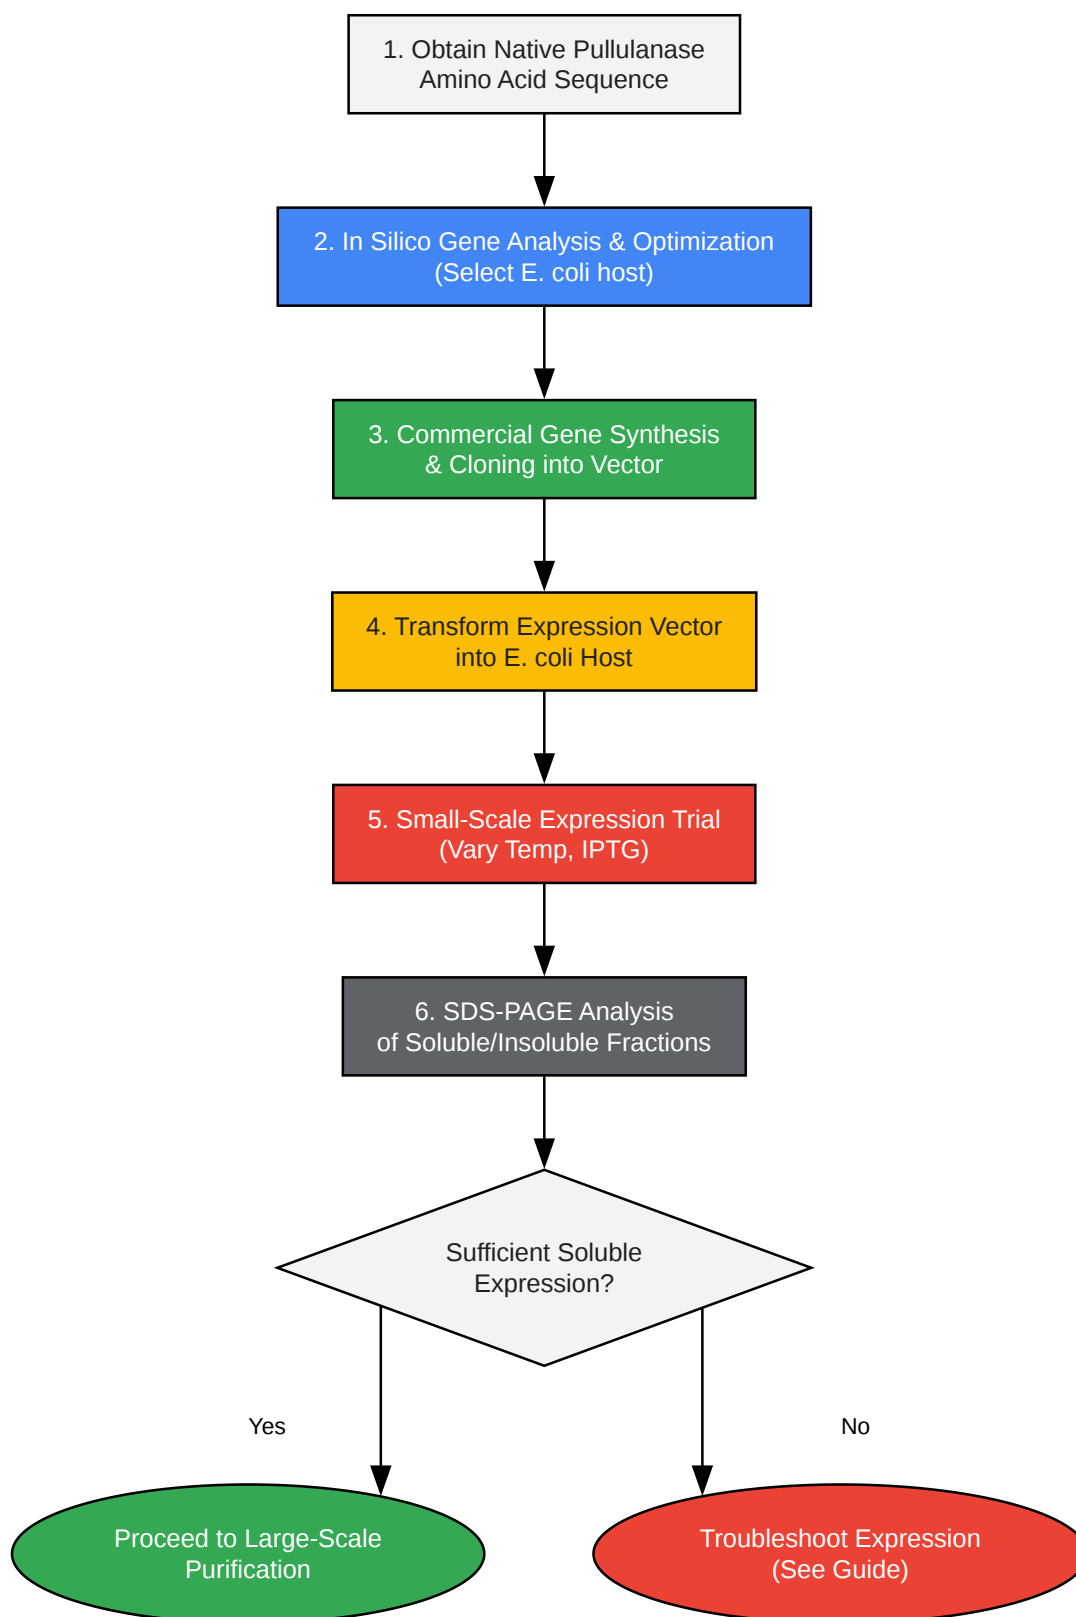 1. Obtain Native Pullulanase
Amino Acid Sequence
2. In Silico Gene Analysis & Optimization
(Select E. coli host)
3. Commercial Gene Synthesis
& Cloning into Vector
4. Transform Expression Vector
into E. coli Host
5. Small-Scale Expression Trial
(Vary Temp, IPTG)
6. SDS-PAGE Analysis
of Soluble/Insoluble Fractions
Sufficient Soluble
Expression?
Yes
No
Proceed to Large-Scale
Purification
Troubleshoot Expression
(See Guide)